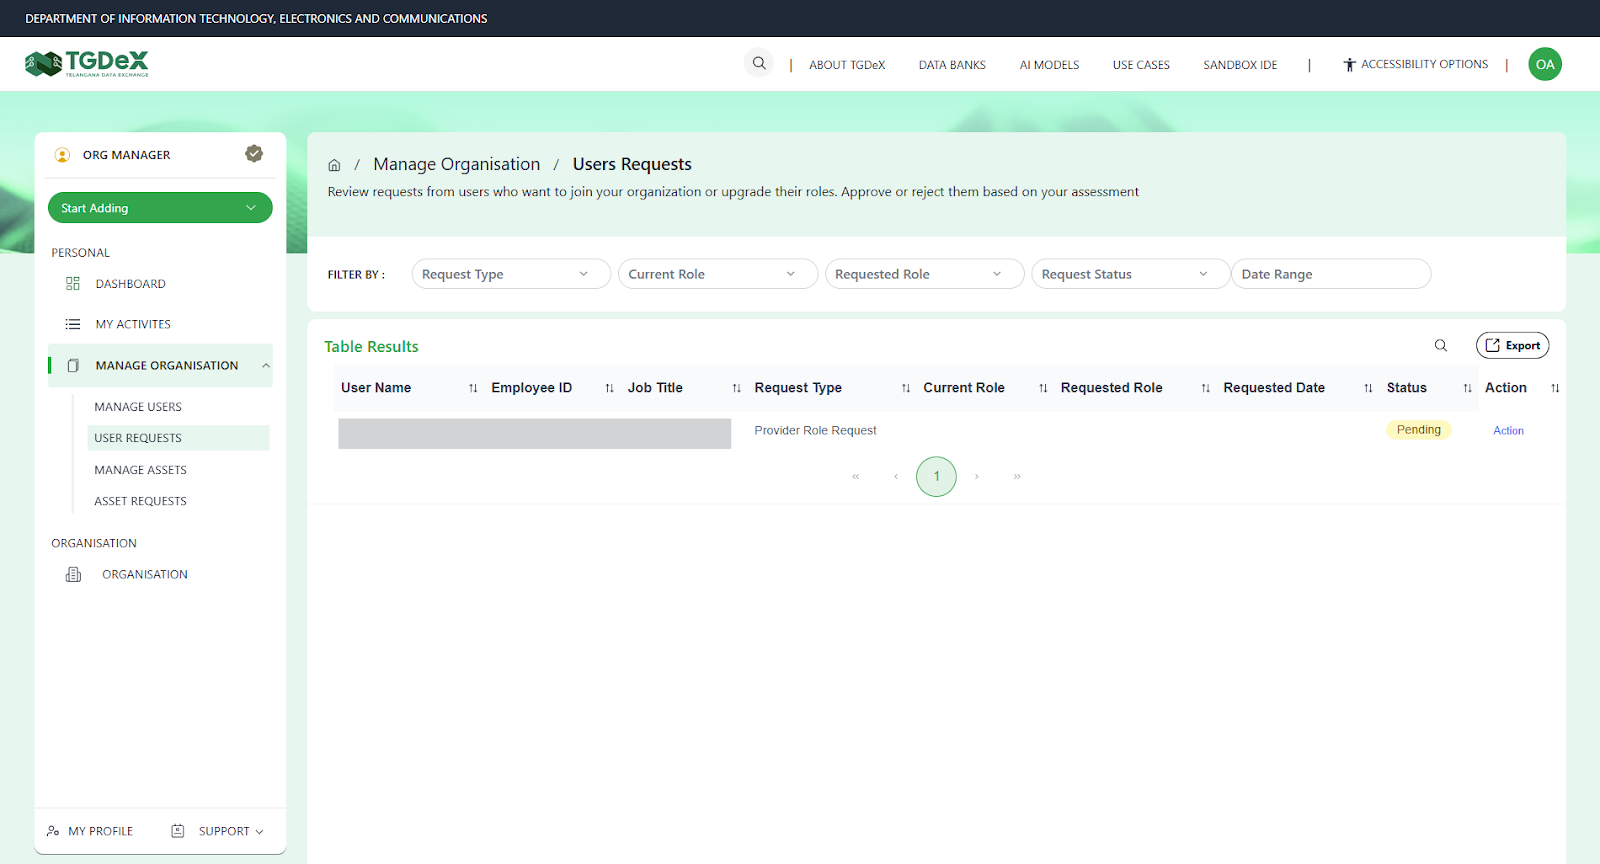 DEPARTMENT OF INFORMATION TECHNOLOGY, ELECTRONICS AND COMMUNICATIONS
TGDeX
TELANGANA DATA EXCHANGE
| ABOUT TGDeX DATA BANKS AI MODELS USE CASES SANDBOX IDE | ACCESSIBILITY OPTIONS | OA
ORG MANAGER
Start Adding
PERSONAL
DASHBOARD
MY ACTIVITES
MANAGE ORGANISATION
MANAGE USERS
USER REQUESTS
MANAGE ASSETS
ASSET REQUESTS
ORGANISATION
ORGANISATION
MY PROFILE SUPPORT
/ Manage Organisation / Users Requests
Review requests from users who want to join your organization or upgrade their roles. Approve or reject them based on your assessment
FILTER BY : Request Type Current Role Requested Role Request Status Date Range
Table Results
Export
User Name Employee ID Job Title Request Type Current Role Requested Role Requested Date Status Action
Provider Role Request Pending Action
« ‹ 1 › »